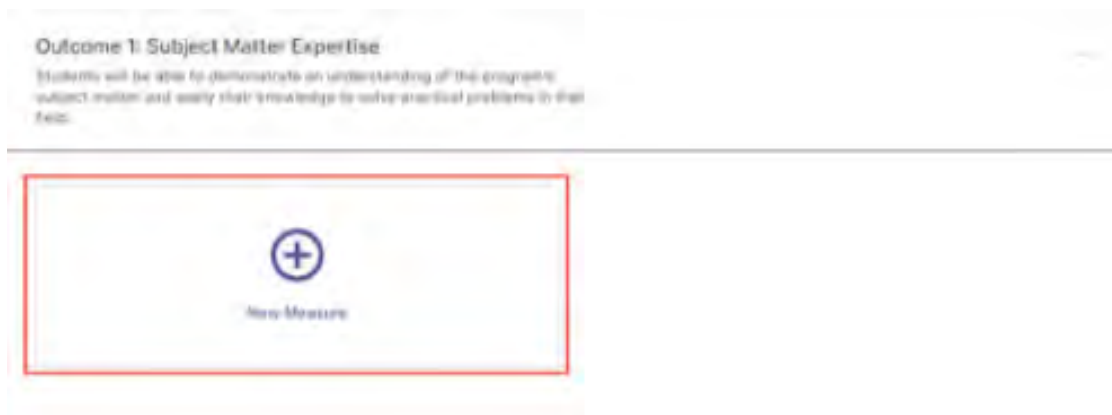 Outcome 1: Subject Matter Expertise
Students will be able to demonstrate an understanding of the program's
subject matter and apply their knowledge to solve practical problems in their
field.
New Measure